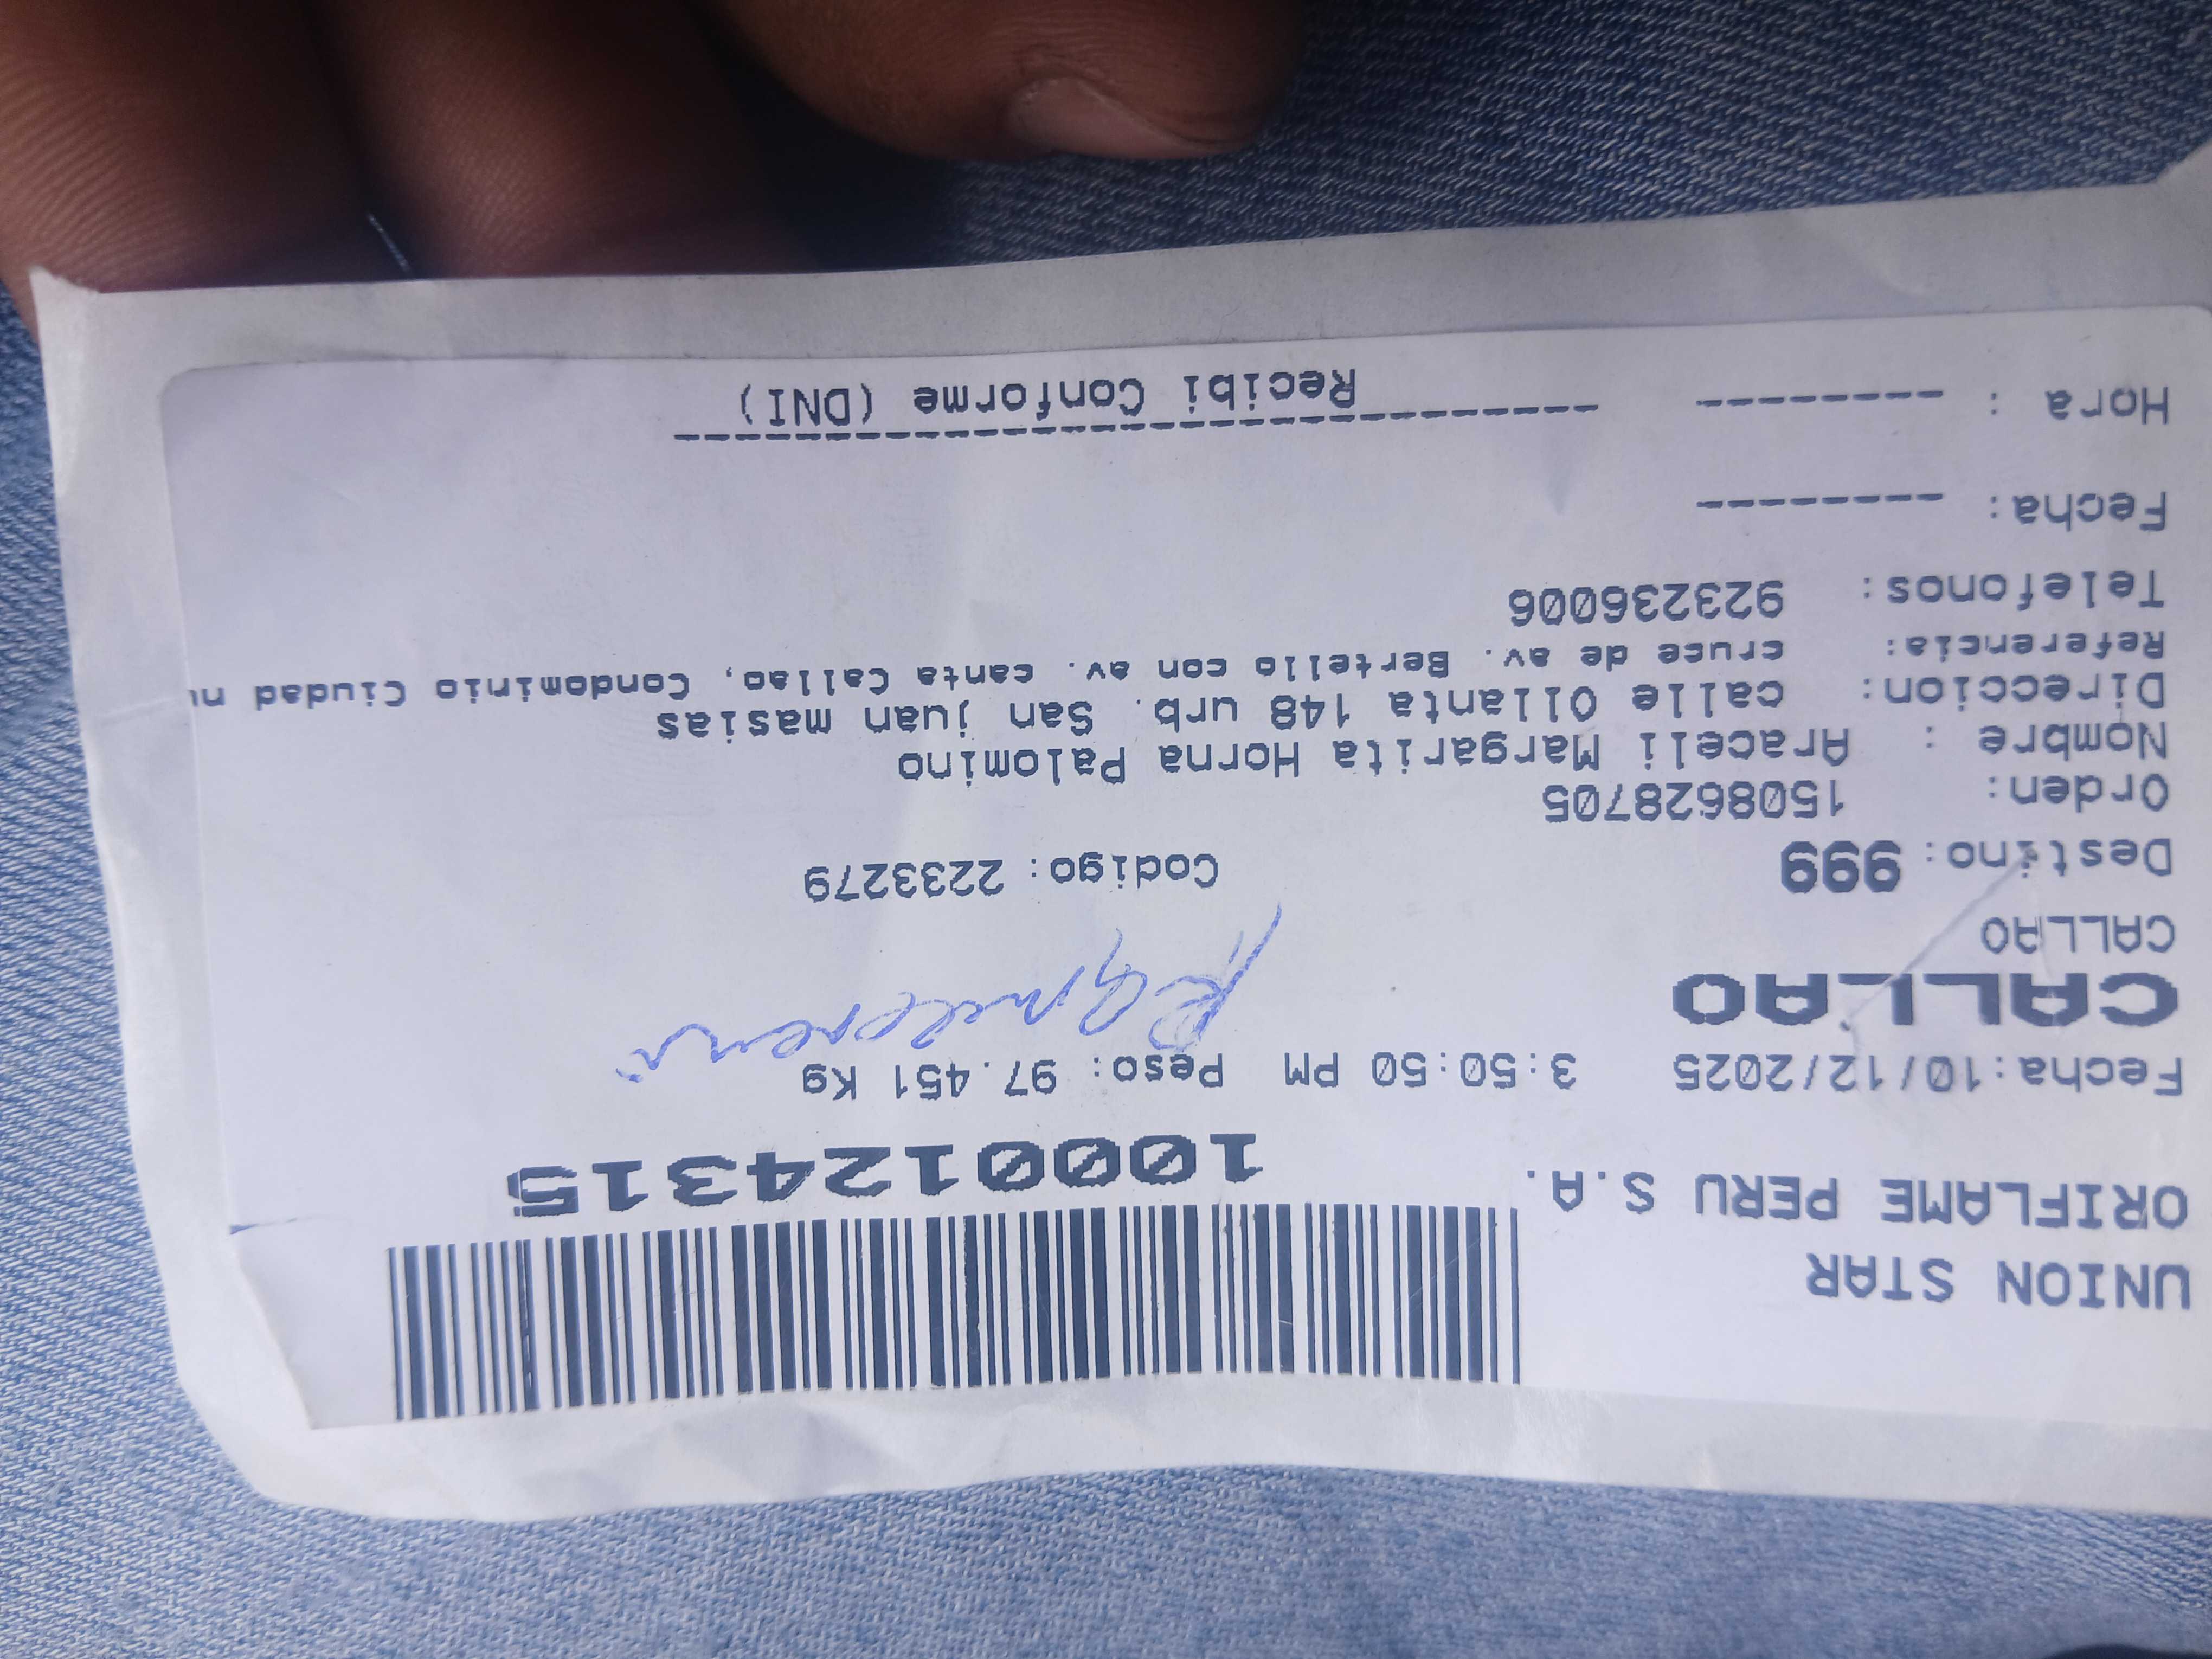 UNION STAR
ORIFLAME PERU S.A.
1000124315
Fecha:10/12/2025 3:50:50 PM Peso: 97.451 Kg
CALLAO
CALLAO
Destino: 999 Codigo: 2233279
Orden: 1508628705
Nombre : Araceli Margarita Horna Palomino
Direccion: calle Ollanta 148 urb. San juan masias
Referencia: cruce de av. Bertello con av. canta Callao, Condominio Ciudad nu
Telefonos: 923236006
Fecha: --------
Hora : --------
Recibi Conforme (DNI)